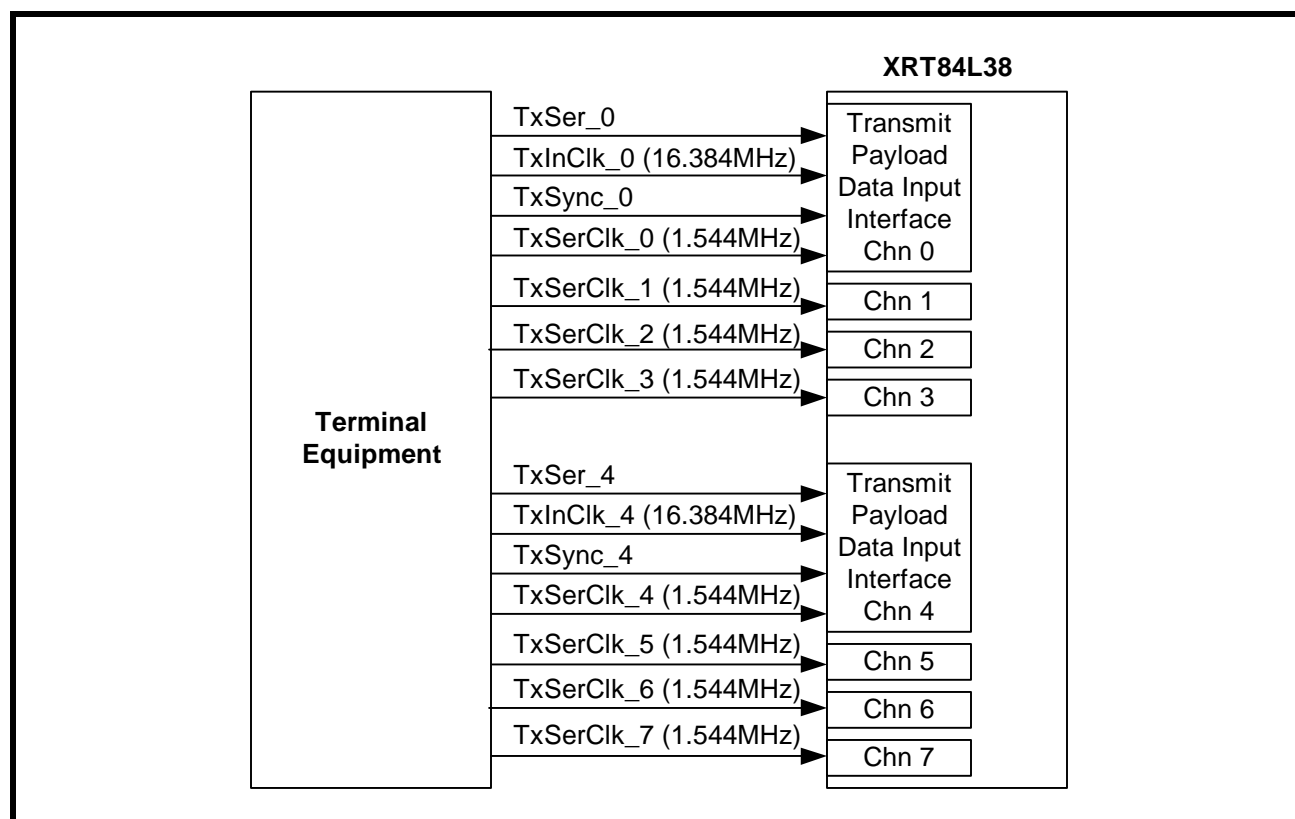 XRT84L38
TxSer_0
TxInClk_0 (16.384MHz)
TxSync_0
TxSerClk_0 (1.544MHz)
TxSerClk_1 (1.544MHz)
TxSerClk_2 (1.544MHz)
TxSerClk_3 (1.544MHz)
Transmit
Payload
Data Input
Interface
Chn 0
Chn 1
Chn 2
Chn 3
Terminal
Equipment
TxSer_4
TxInClk_4 (16.384MHz)
TxSync_4
TxSerClk_4 (1.544MHz)
TxSerClk_5 (1.544MHz)
TxSerClk_6 (1.544MHz)
TxSerClk_7 (1.544MHz)
Transmit
Payload
Data Input
Interface
Chn 4
Chn 5
Chn 6
Chn 7